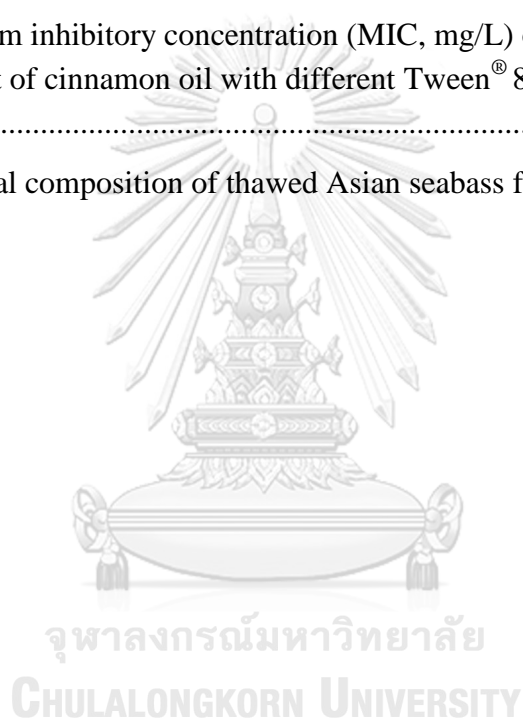 m inhibitory concentration (MIC, mg/L)
t of cinnamon oil with different Tween® 8
................................................................................
al composition of thawed Asian seabass f
จุฬาลงกรณ์มหาวิทยาลัย
CHULALONGKORN UNIVERSITY